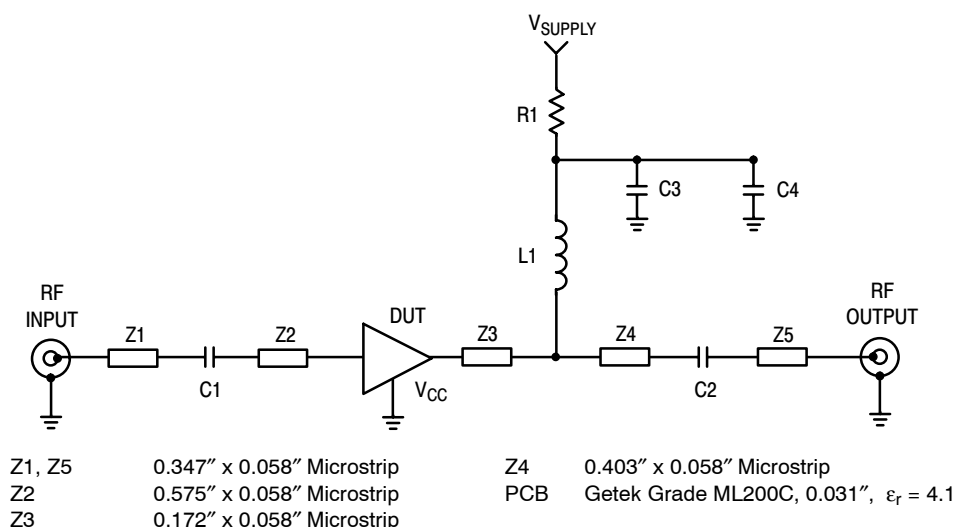 VSUPPLY
R1
C3
C4
L1
RF
INPUT
Z1
C1
Z2
DUT
VCC
Z3
Z4
C2
Z5
RF
OUTPUT
Z1, Z5 0.347″ x 0.058″ Microstrip
Z2 0.575″ x 0.058″ Microstrip
Z3 0.172″ x 0.058″ Microstrip
Z4 0.403″ x 0.058″ Microstrip
PCB Getek Grade ML200C, 0.031″, εr = 4.1